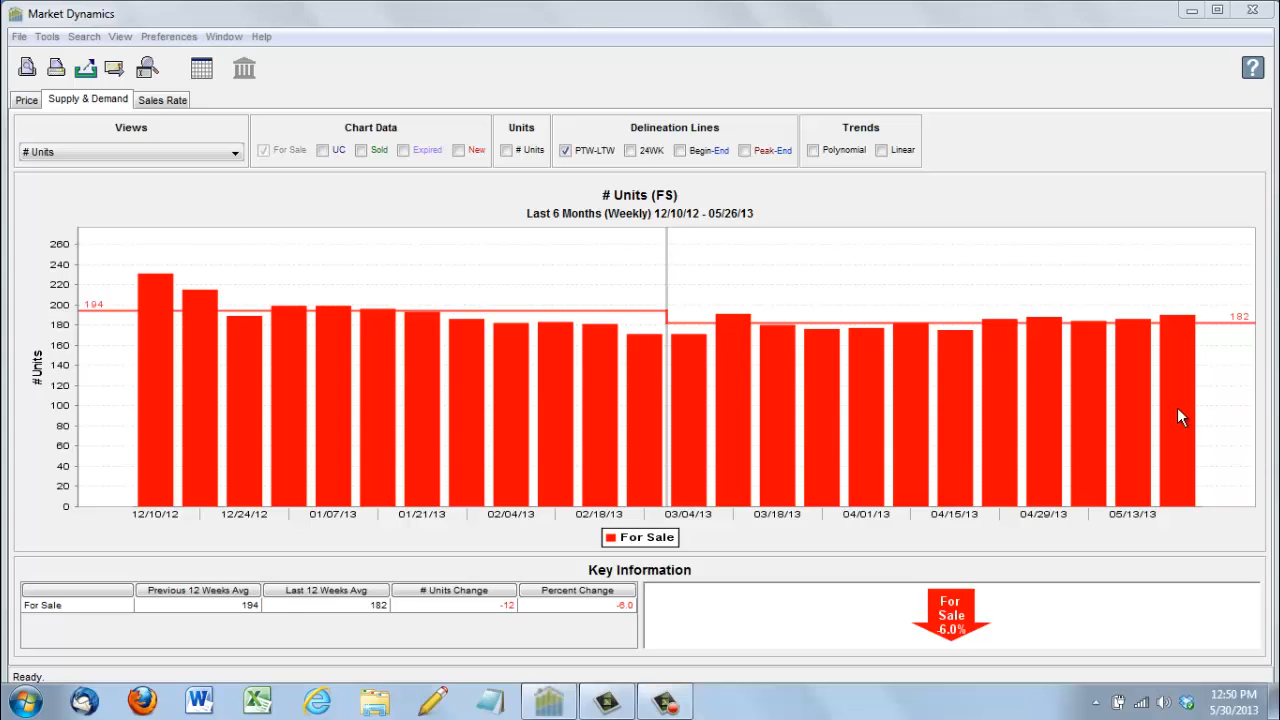 Market Dynamics
File Tools Search View Preferences Window Help
?
Price Supply & Demand Sales Rate
Views Chart Data Units Delineation Lines Trends
# Units For Sale UC Sold Expired New # Units PTW-LTW 24WK Begin-End Peak-End Polynomial Linear
# Units (FS)
Last 6 Months (Weekly) 12/10/12 - 05/26/13
# Units
260
240
220
200
180
160
140
120
100
80
60
40
20
0
194
182
12/10/12 12/24/12 01/07/13 01/21/13 02/04/13 02/18/13 03/04/13 03/18/13 04/01/13 04/15/13 04/29/13 05/13/13
For Sale
Key Information
Previous 12 Weeks Avg Last 12 Weeks Avg # Units Change Percent Change
For Sale 194 182 -12 -6.0
For
Sale
-6.0%
Ready.
12:50 PM
5/30/2013